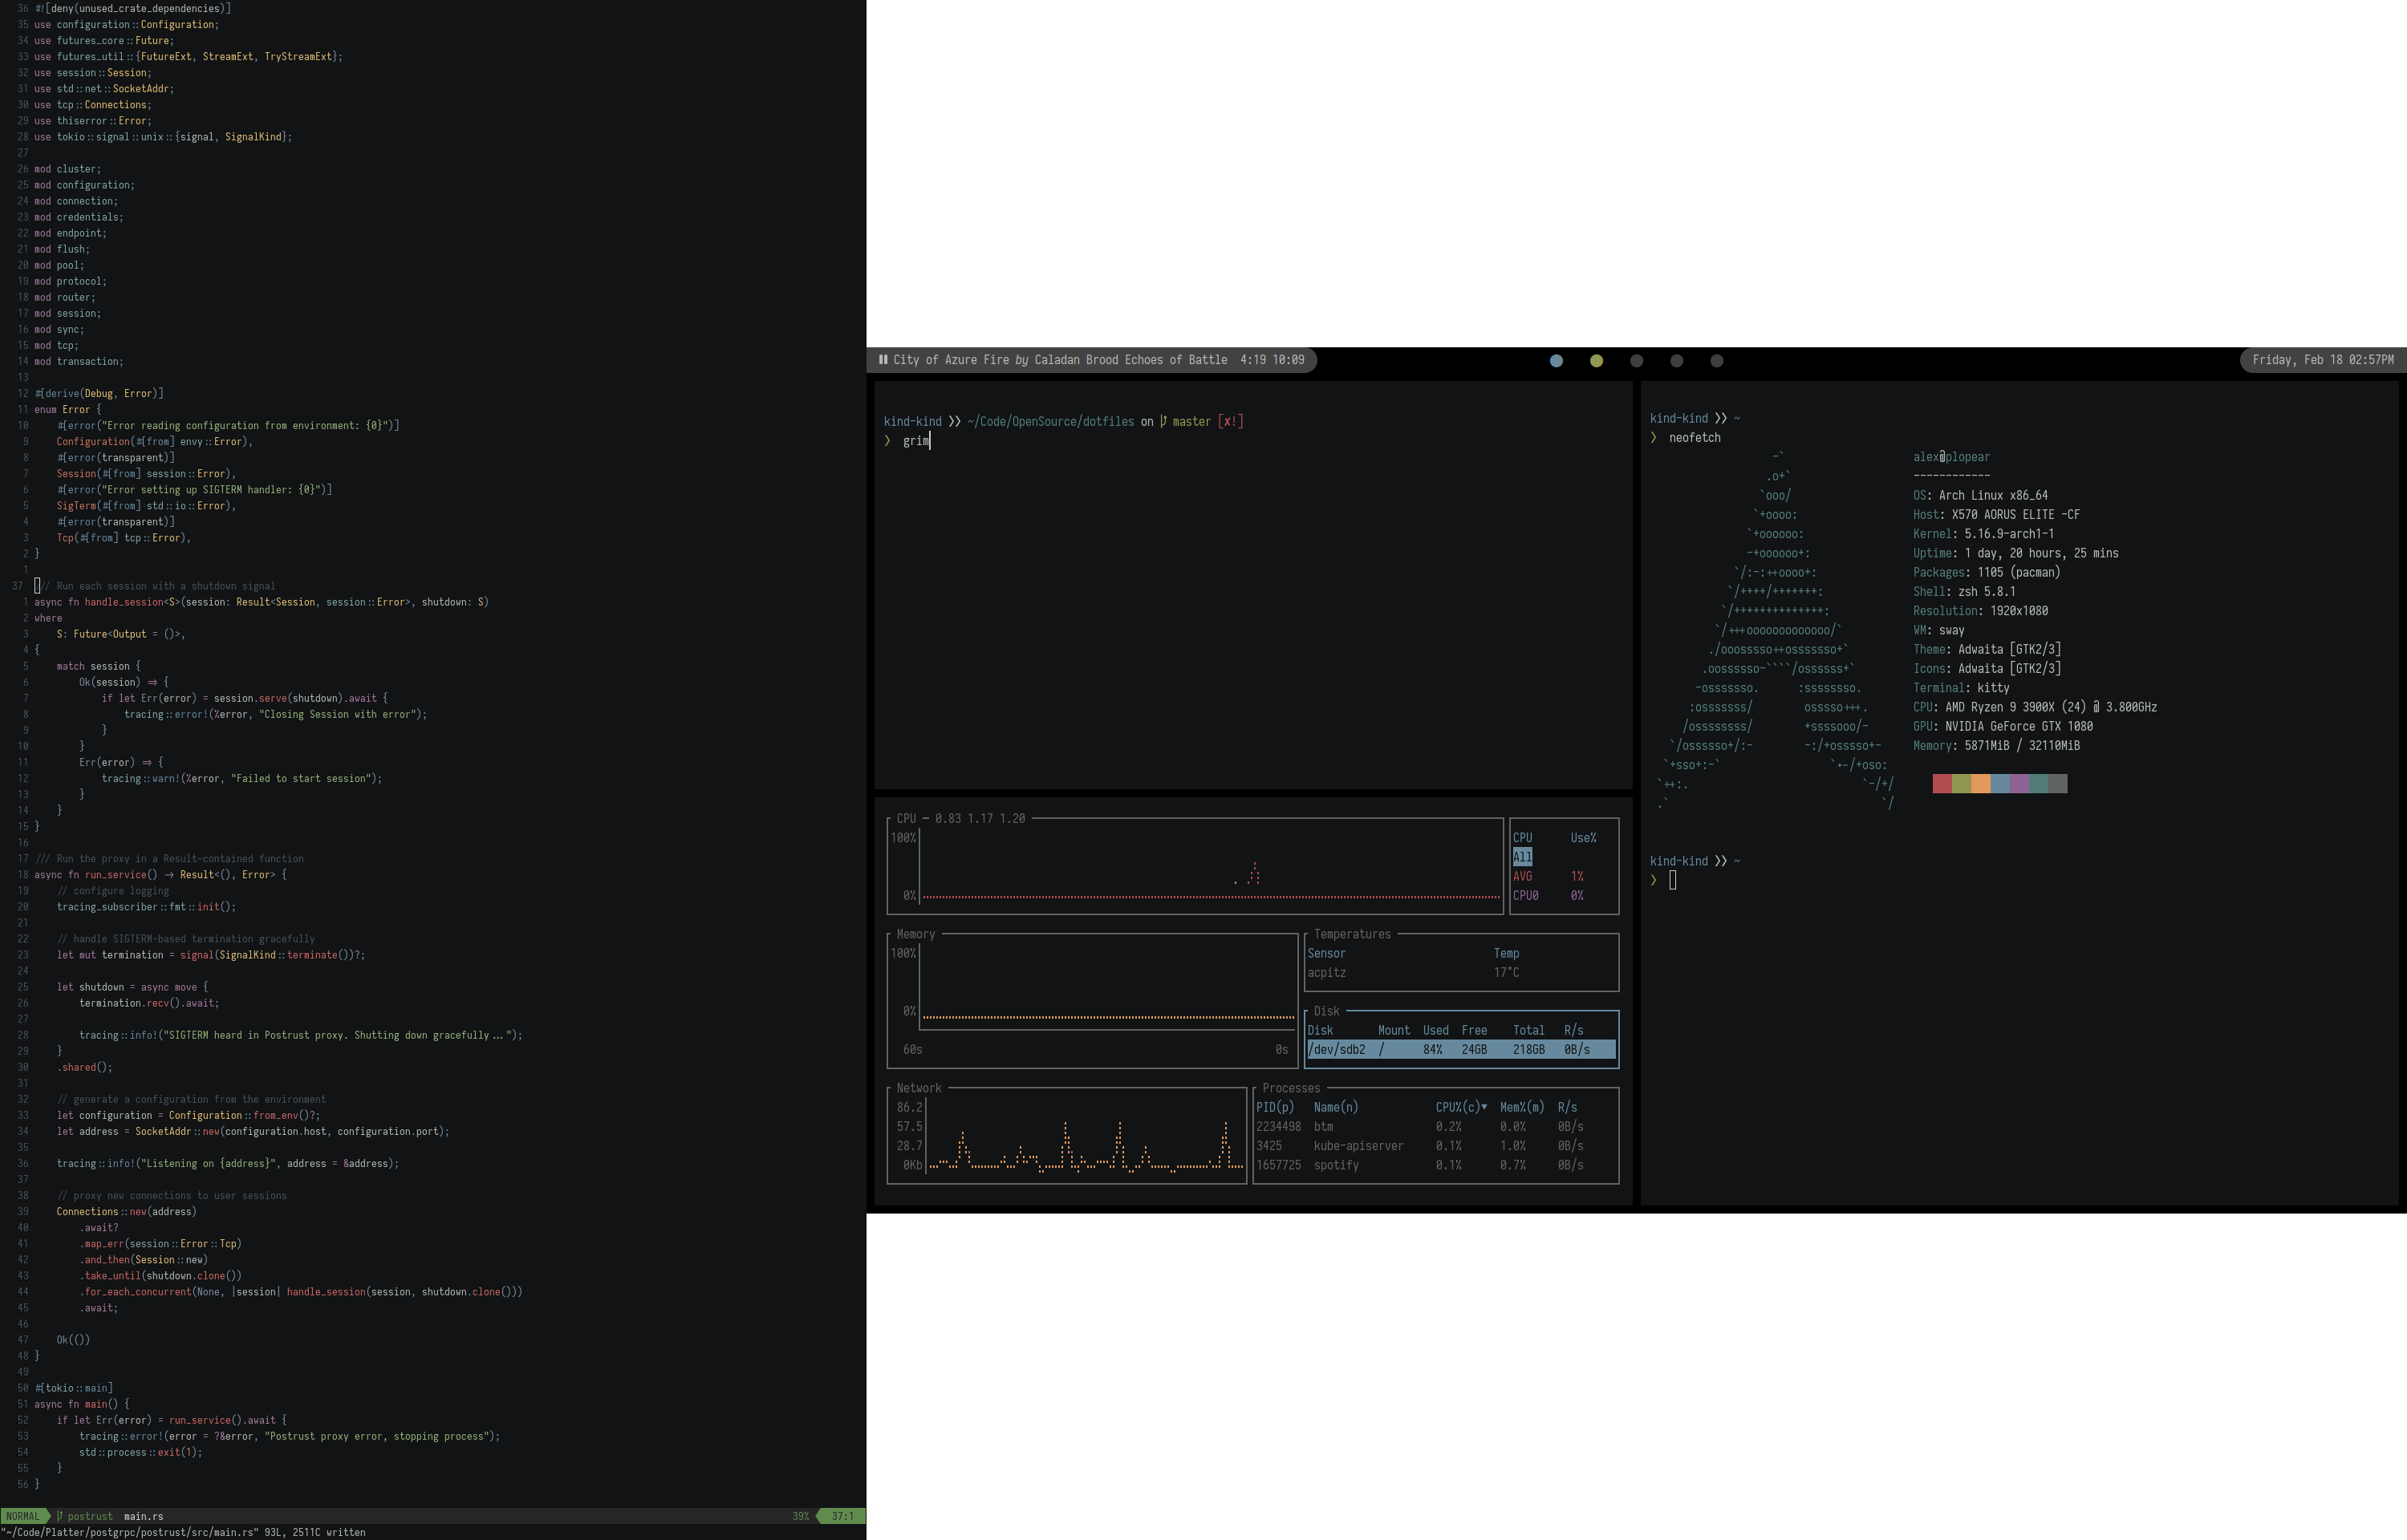 36 #![deny(unused_crate_dependencies)]
35 use configuration::Configuration;
34 use futures_core::Future;
33 use futures_util::{FutureExt, StreamExt, TryStreamExt};
32 use session::Session;
31 use std::net::SocketAddr;
30 use tcp::Connections;
29 use thiserror::Error;
28 use tokio::signal::unix::{signal, SignalKind};
27
26 mod cluster;
25 mod configuration;
24 mod connection;
23 mod credentials;
22 mod endpoint;
21 mod flush;
20 mod pool;
19 mod protocol;
18 mod router;
17 mod session;
16 mod sync;
15 mod tcp;
14 mod transaction;
13
12 #[derive(Debug, Error)]
11 enum Error {
10     #[error("Error reading configuration from environment: {0}")]
9     Configuration(#[from] envy::Error),
8     #[error(transparent)]
7     Session(#[from] session::Error),
6     #[error("Error setting up SIGTERM handler: {0}")]
5     SigTerm(#[from] std::io::Error),
4     #[error(transparent)]
3     Tcp(#[from] tcp::Error),
2 }
1
37 /// Run each session with a shutdown signal
1 async fn handle_session<S>(session: Result<Session, session::Error>, shutdown: S)
2 where
3     S: Future<Output = ()>,
4 {
5     match session {
6         Ok(session) => {
7             if let Err(error) = session.serve(shutdown).await {
8                 tracing::error!(%error, "Closing Session with error");
9             }
10         }
11         Err(error) => {
12             tracing::warn!(%error, "Failed to start session");
13         }
14     }
15 }
16
17 /// Run the proxy in a Result-contained function
18 async fn run_service() -> Result<(), Error> {
19     // configure logging
20     tracing_subscriber::fmt::init();
21
22     // handle SIGTERM-based termination gracefully
23     let mut termination = signal(SignalKind::terminate())?;
24
25     let shutdown = async move {
26         termination.recv().await;
27
28         tracing::info!("SIGTERM heard in Postrust proxy. Shutting down gracefully...");
29     }
30     .shared();
31
32     // generate a configuration from the environment
33     let configuration = Configuration::from_env()?;
34     let address = SocketAddr::new(configuration.host, configuration.port);
35
36     tracing::info!("Listening on {address}", address = &address);
37
38     // proxy new connections to user sessions
39     Connections::new(address)
40         .await?
41         .map_err(session::Error::Tcp)
42         .and_then(Session::new)
43         .take_until(shutdown.clone())
44         .for_each_concurrent(None, |session| handle_session(session, shutdown.clone()))
45         .await;
46
47     Ok(())
48 }
49
50 #[tokio::main]
51 async fn main() {
52     if let Err(error) = run_service().await {
53         tracing::error!(error = ?&error, "Postrust proxy error, stopping process");
54         std::process::exit(1);
55     }
56 }
NORMAL postrust main.rs 39% 37:1
"~/Code/Platter/postgrpc/postrust/src/main.rs" 93L, 2511C written
City of Azure Fire by Caladan Brood Echoes of Battle 4:19 10:09
Friday, Feb 18 02:57PM
kind-kind ❯❯ ~/Code/OpenSource/dotfiles on master [✘!]
❯ grim
CPU — 0.83 1.17 1.20
100%
0%
CPU Use%
All
AVG 1%
CPU0 0%
Memory
100%
0%
60s 0s
Temperatures
Sensor Temp
acpitz 17°C
Disk
Disk Mount Used Free Total R/s
/dev/sdb2 / 84% 24GB 218GB 0B/s
Network
86.2
57.5
28.7
0Kb
Processes
PID(p) Name(n) CPU%(c)▼ Mem%(m) R/s
2234498 btm 0.2% 0.0% 0B/s
3425 kube-apiserver 0.1% 1.0% 0B/s
1657725 spotify 0.1% 0.7% 0B/s
kind-kind ❯❯ ~
❯ neofetch
alex@plopear
------------
OS: Arch Linux x86_64
Host: X570 AORUS ELITE -CF
Kernel: 5.16.9-arch1-1
Uptime: 1 day, 20 hours, 25 mins
Packages: 1105 (pacman)
Shell: zsh 5.8.1
Resolution: 1920x1080
WM: sway
Theme: Adwaita [GTK2/3]
Icons: Adwaita [GTK2/3]
Terminal: kitty
CPU: AMD Ryzen 9 3900X (24) @ 3.800GHz
GPU: NVIDIA GeForce GTX 1080
Memory: 5871MiB / 32110MiB
kind-kind ❯❯ ~
❯